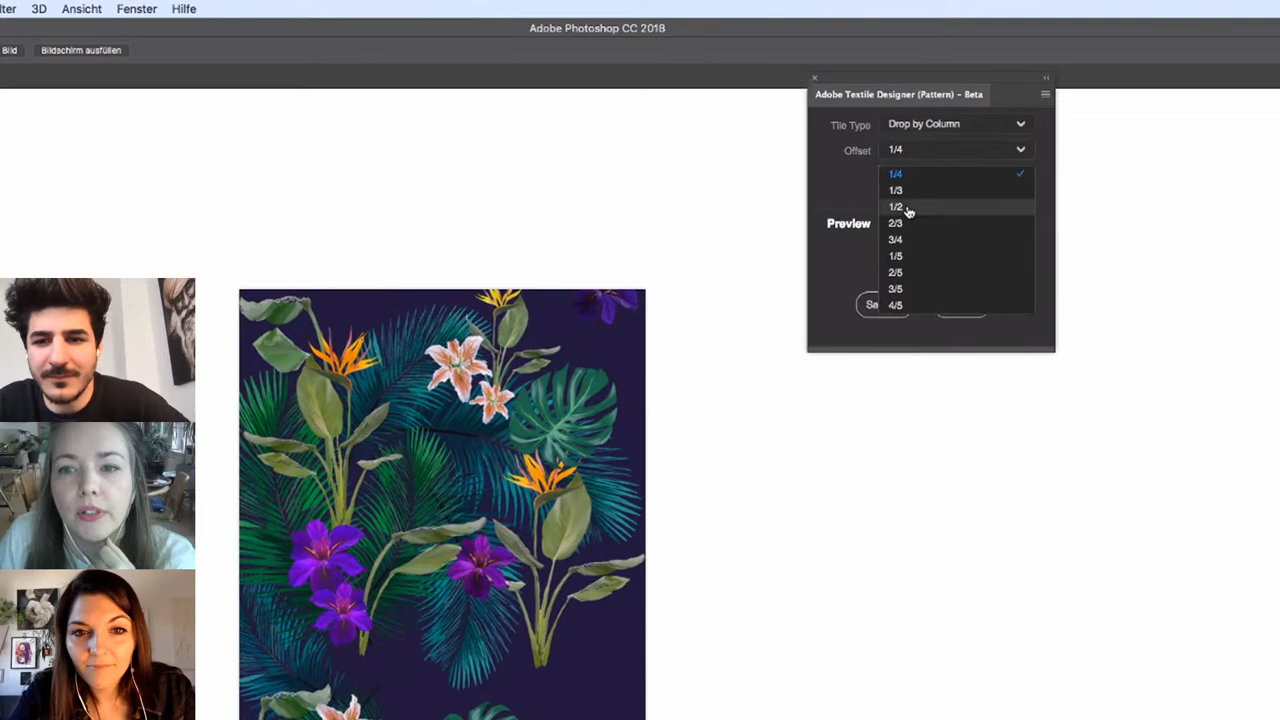 3D Ansicht Fenster Hilfe
Adobe Photoshop CC 2018
Bild Bildschirm ausfüllen
Adobe Textile Designer (Pattern) – Beta
Tile Type Drop by Column
Offset 1/4
1/4
1/3
1/2
Preview
2/3
3/4
1/5
2/5
3/5
4/5